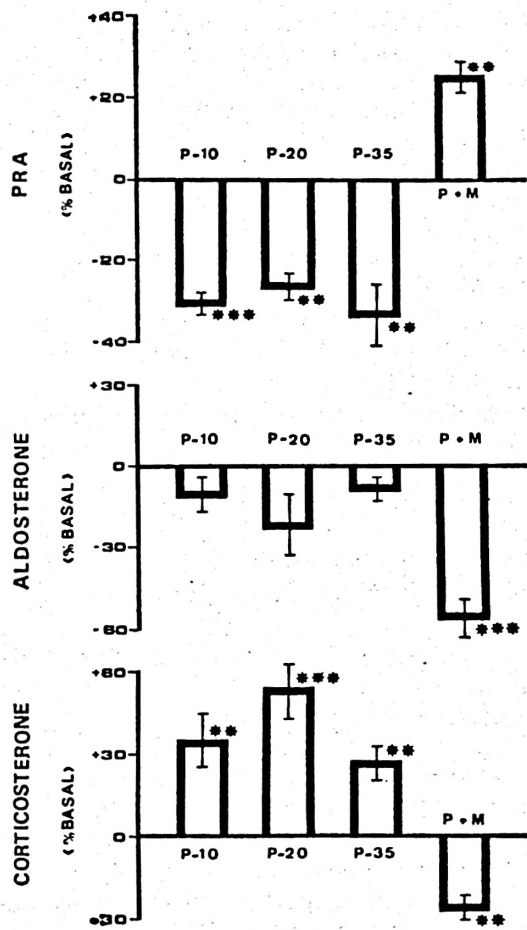 +40
+20
0
-20
-40
PRA
(% BASAL)
P-10 P-20 P-35
P + M
***
**
**
**
+30
0
-30
-60
ALDOSTERONE
(% BASAL)
P-10 P-20 P-35 P + M
***
+60
+30
0
-30
CORTICOSTERONE
(% BASAL)
**
***
**
P + M
P-10 P-20 P-35
**